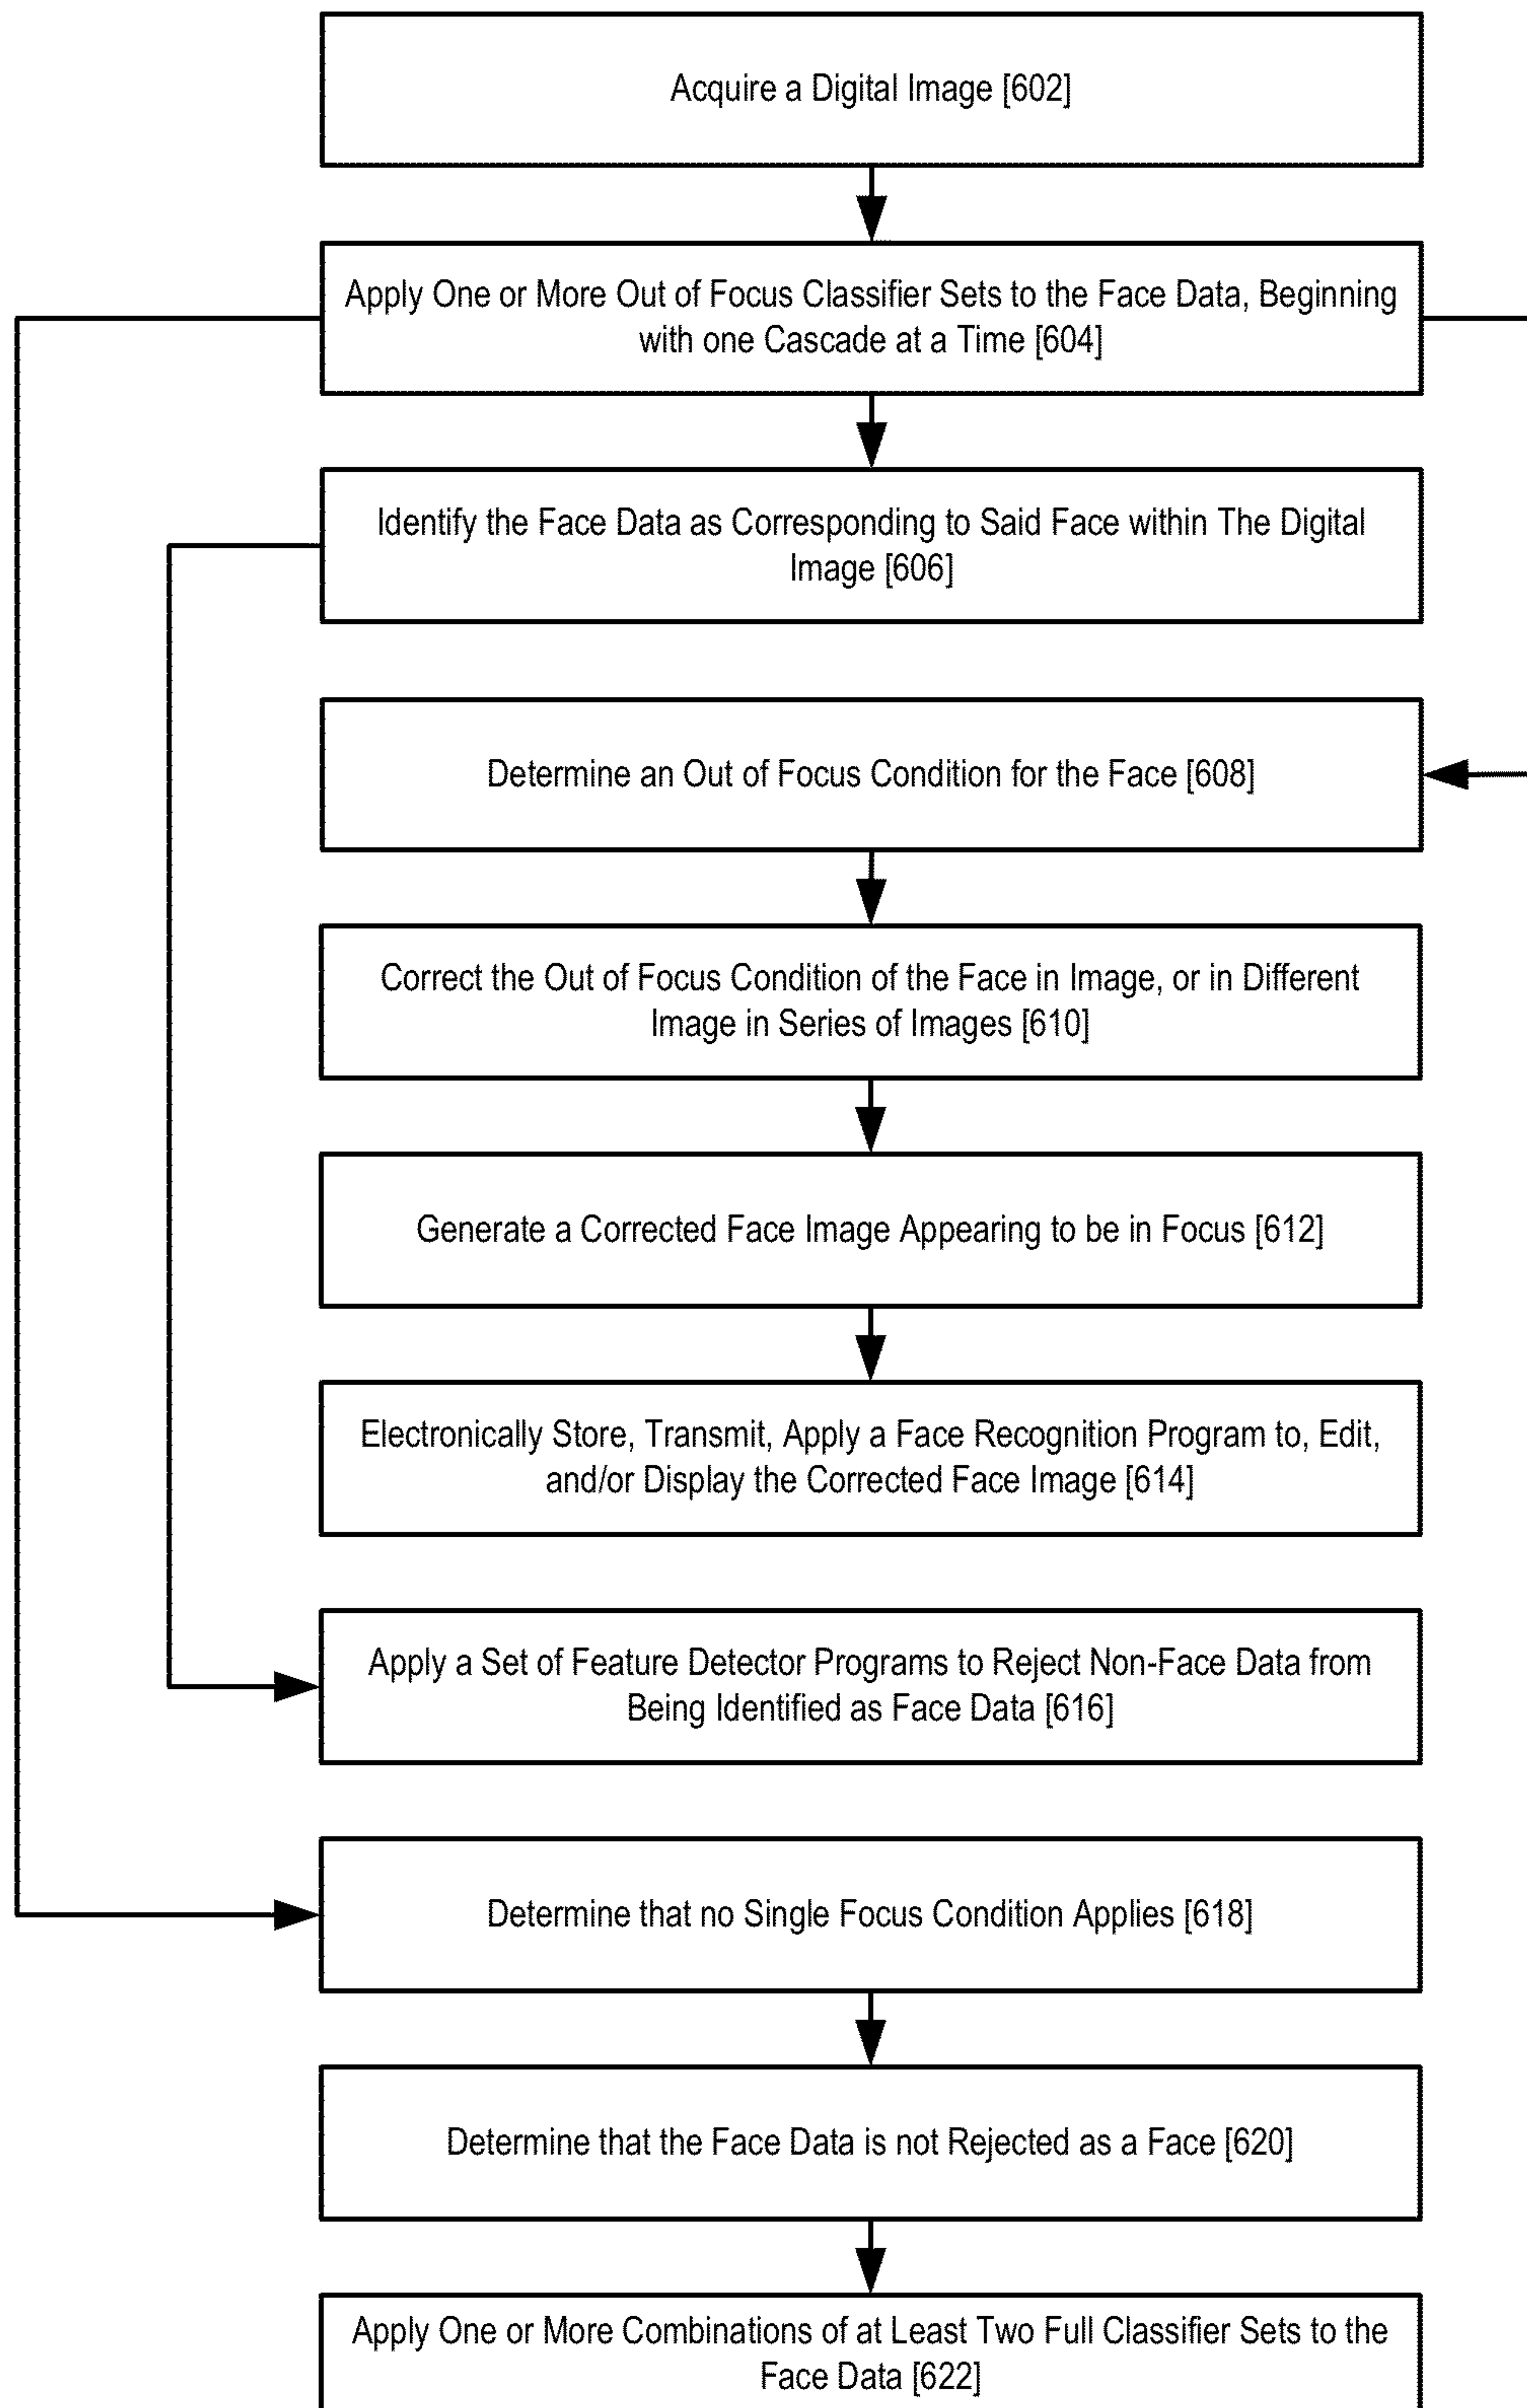 Acquire a Digital Image [602]
Apply One or More Out of Focus Classifier Sets to the Face Data, Beginning
with one Cascade at a Time [604]
Identify the Face Data as Corresponding to Said Face within The Digital
Image [606]
Determine an Out of Focus Condition for the Face [608]
Correct the Out of Focus Condition of the Face in Image, or in Different
Image in Series of Images [610]
Generate a Corrected Face Image Appearing to be in Focus [612]
Electronically Store, Transmit, Apply a Face Recognition Program to, Edit,
and/or Display the Corrected Face Image [614]
Apply a Set of Feature Detector Programs to Reject Non-Face Data from
Being Identified as Face Data [616]
Determine that no Single Focus Condition Applies [618]
Determine that the Face Data is not Rejected as a Face [620]
Apply One or More Combinations of at Least Two Full Classifier Sets to the
Face Data [622]